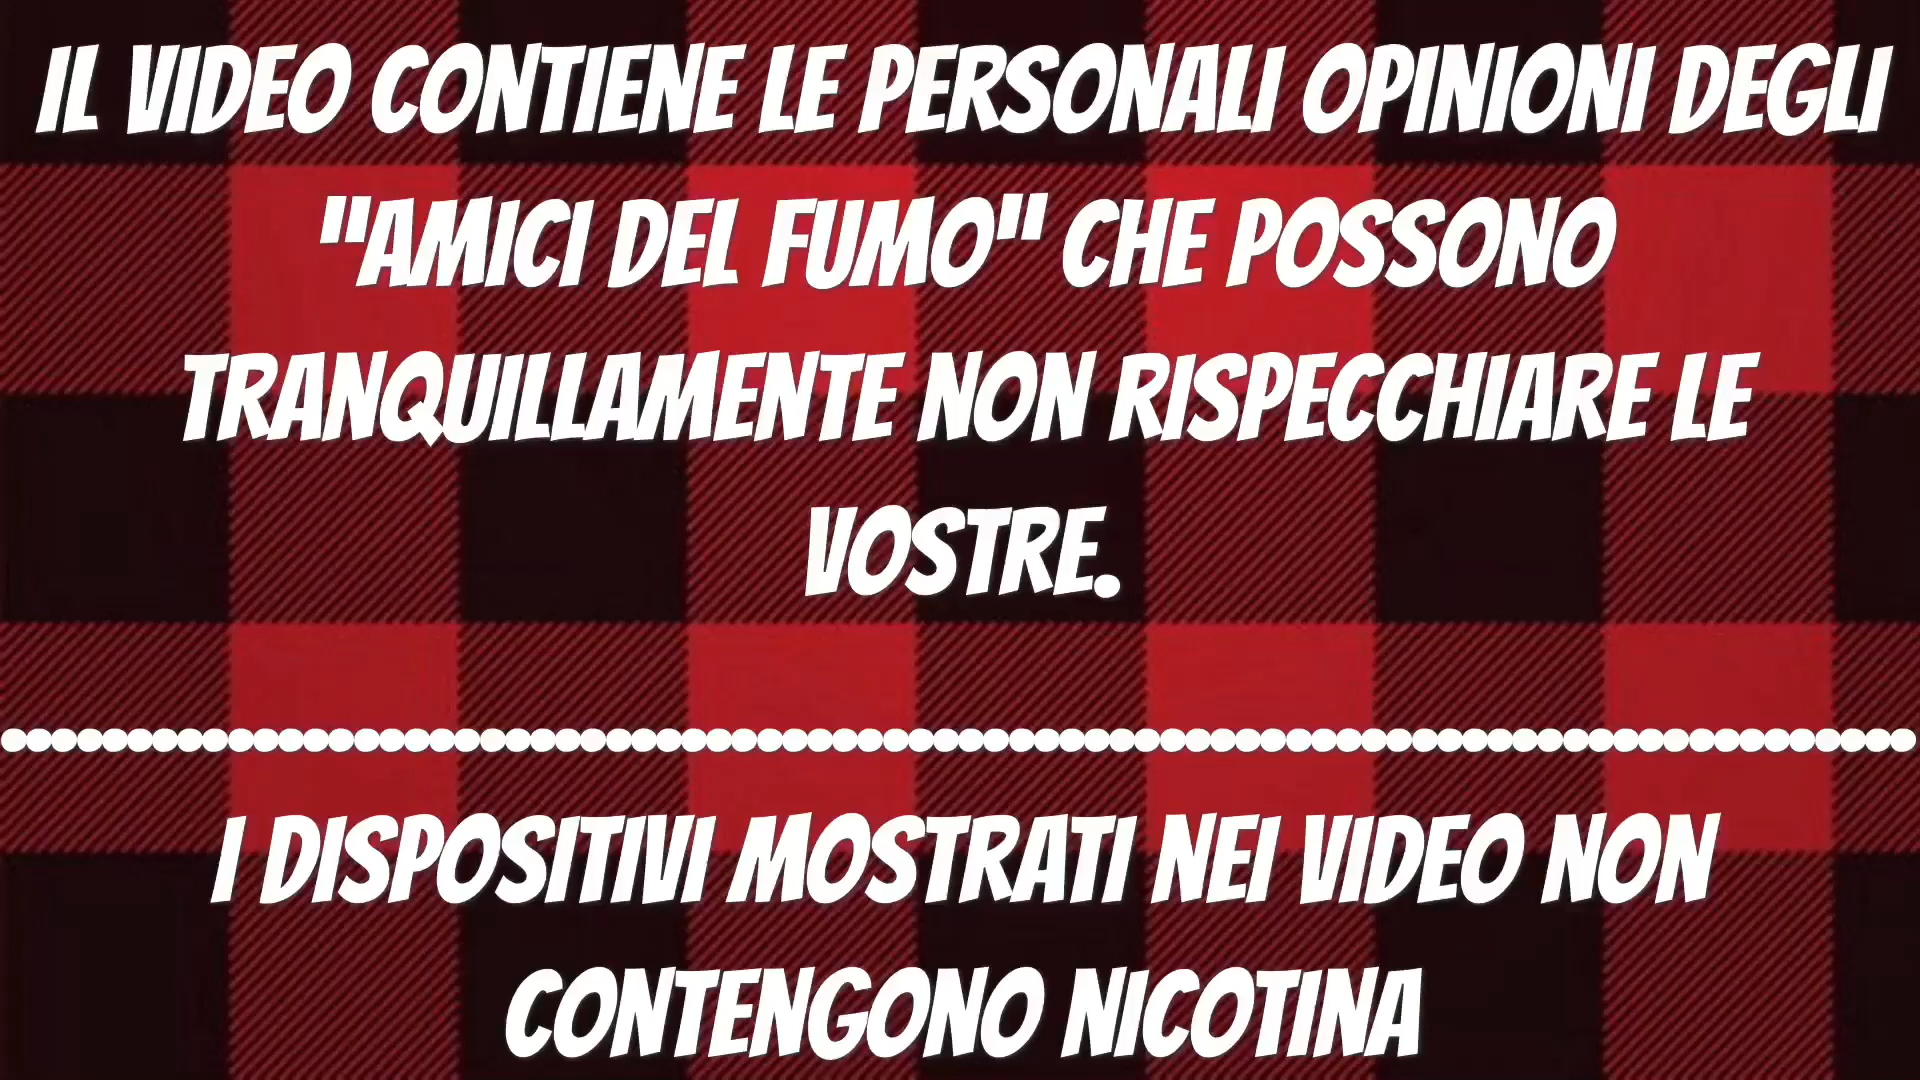 IL VIDEO CONTIENE LE PERSONALI OPINIONI DEGLI
"AMICI DEL FUMO" CHE POSSONO
TRANQUILLAMENTE NON RISPECCHIARE LE
VOSTRE.
I DISPOSITIVI MOSTRATI NEI VIDEO NON
CONTENGONO NICOTINA